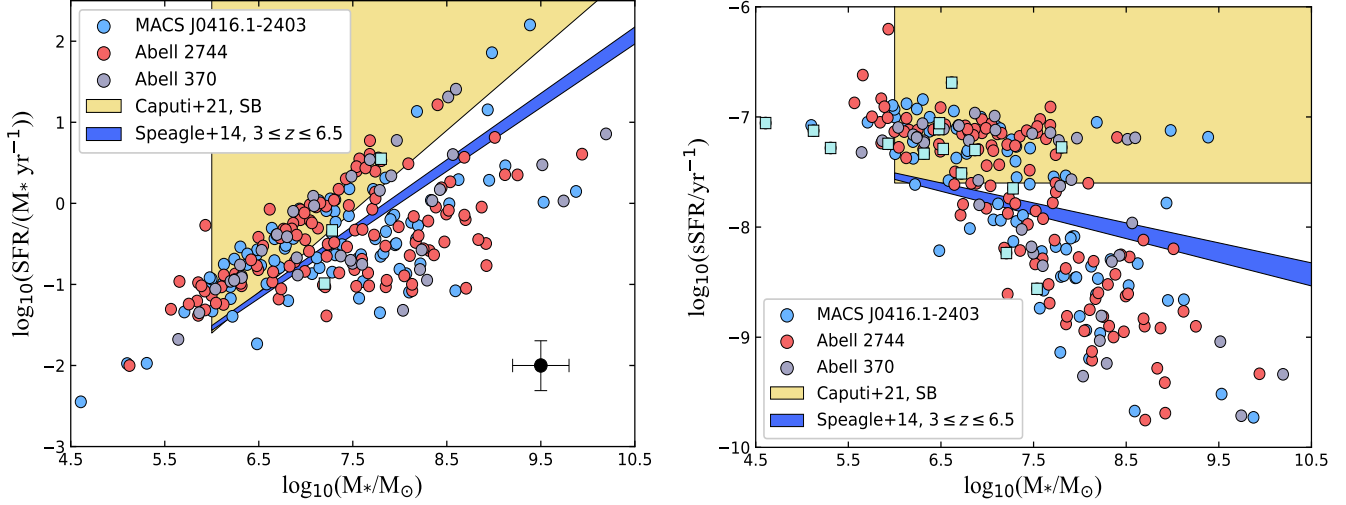 MACS J0416.1-2403
Abell 2744
Abell 370
Caputi+21, SB
Speagle+14, 3 ≤ z ≤ 6.5
2
1
0
−1
−2
−3
log₁₀(SFR/(M* yr⁻¹))
4.5 5.5 6.5 7.5 8.5 9.5 10.5
log₁₀(M*/M⊙)
−6
−7
−8
−9
−10
log₁₀(sSFR/yr⁻¹)
MACS J0416.1-2403
Abell 2744
Abell 370
Caputi+21, SB
Speagle+14, 3 ≤ z ≤ 6.5
4.5 5.5 6.5 7.5 8.5 9.5 10.5
log₁₀(M*/M⊙)